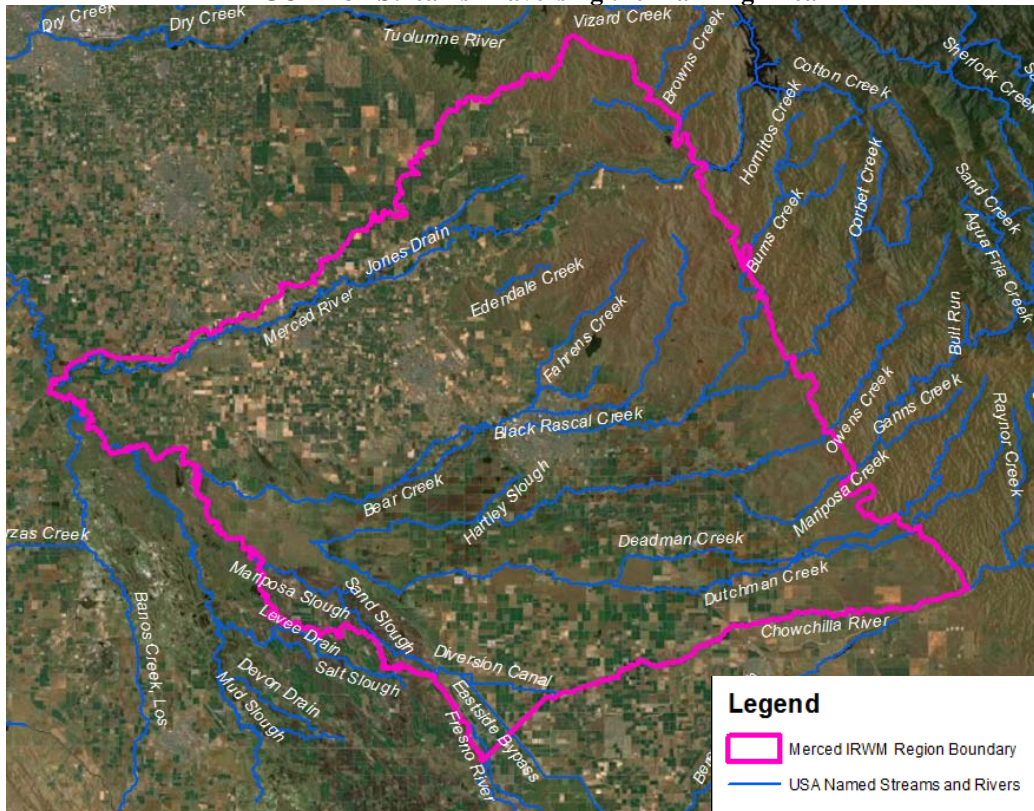 Dry Creek
Dry Creek
Tuolumne River
Vizard Creek
Browns Creek
Cotton Creek
Sherlock Creek
Hornitos Creek
Corbet Creek
Sand Creek
Agua Fria Creek
Burns Creek
Jones Drain
Merced River
Edendale Creek
Fahrens Creek
Bull Run
Black Rascal Creek
Owens Creek
Ganns Creek
Raynor Creek
Bear Creek
Hartley Slough
Mariposa Creek
Deadman Creek
Dutchman Creek
Mariposa Slough
Sand Slough
Levee Drain
Salt Slough
Chowchilla River
Diversion Canal
Banos Creek, Los
Devon Drain
Mud Slough
Eastside Bypass
Fresno River
Legend
Merced IRWM Region Boundary
USA Named Streams and Rivers